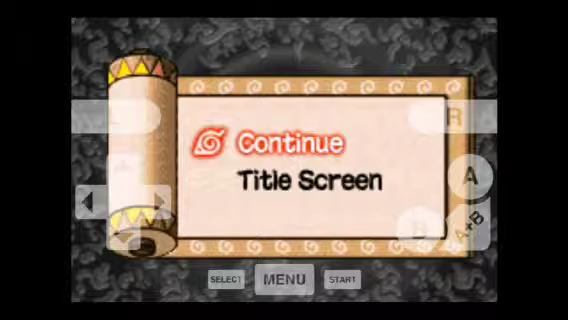 Continue
Title Screen
R
A
B
A+B
SELECT
MENU
START